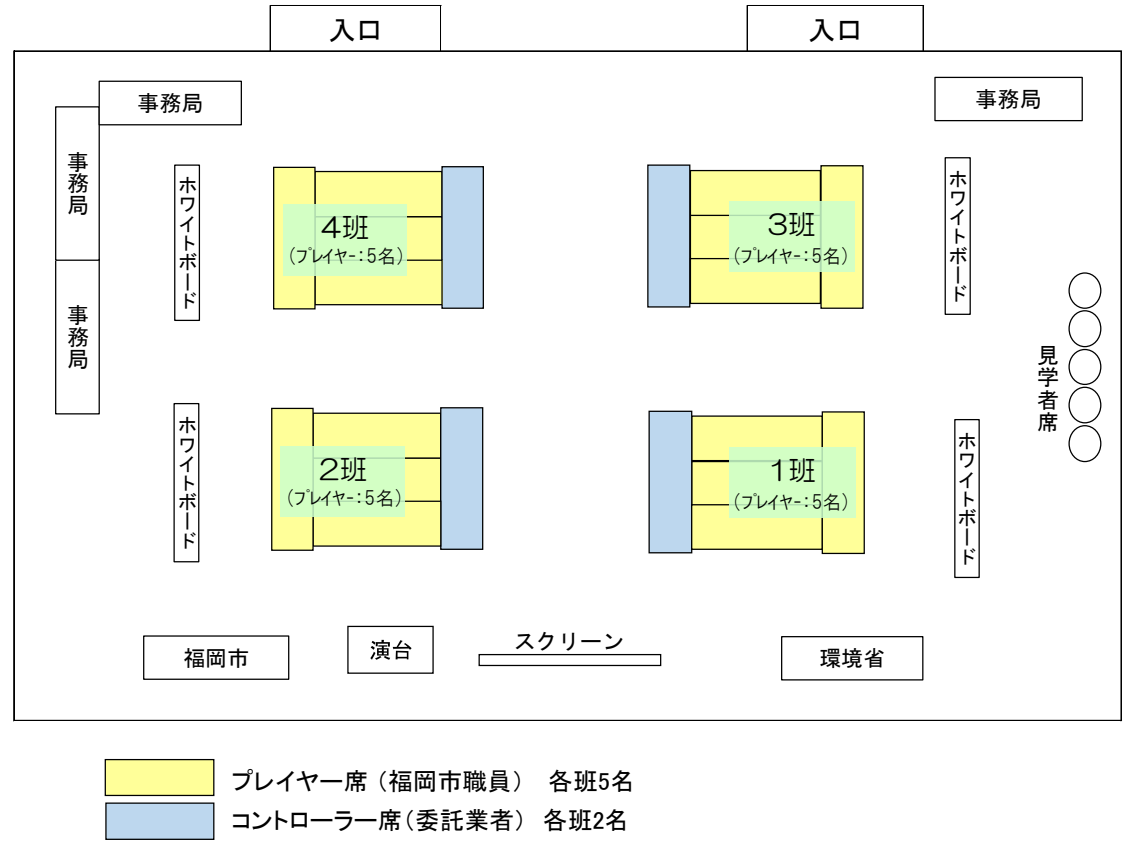 入口
入口
事務局
事務局
事務局
事務局
ホワイトボード
ホワイトボード
4班
(プレイヤー:5名)
3班
(プレイヤー:5名)
見学者席
ホワイトボード
ホワイトボード
2班
(プレイヤー:5名)
1班
(プレイヤー:5名)
福岡市
演台
スクリーン
環境省
プレイヤー席(福岡市職員) 各班5名
コントローラー席(委託業者) 各班2名